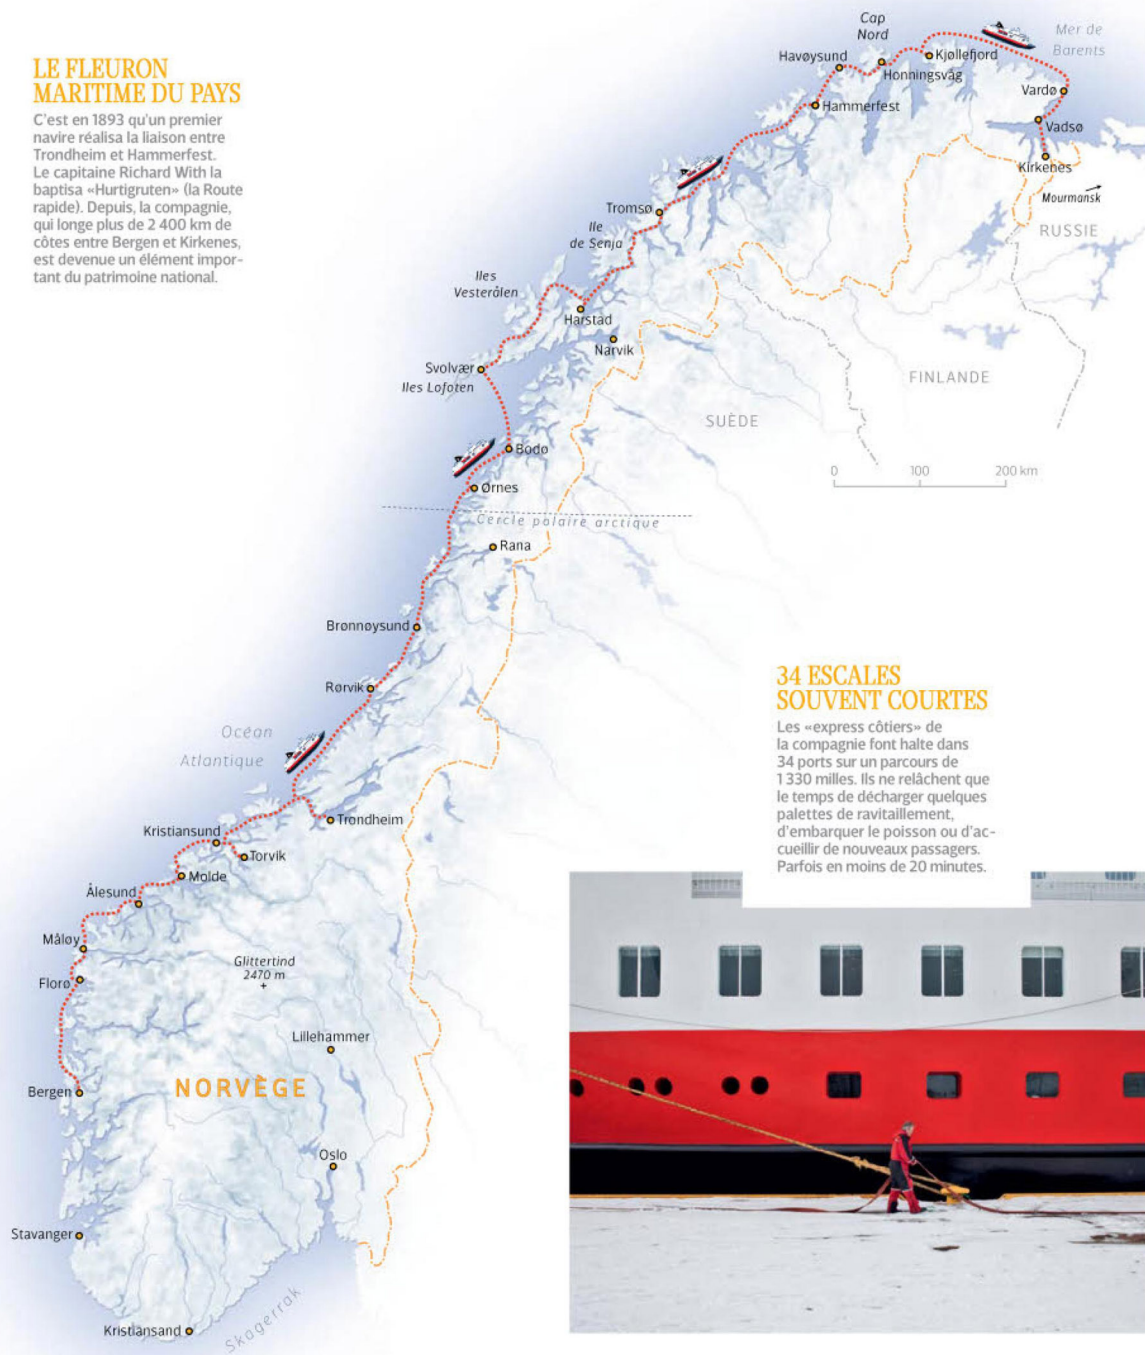 LE FLEURON
MARITIME DU PAYS
C'est en 1893 qu'un premier
navire réalisa la liaison entre
Trondheim et Hammerfest.
Le capitaine Richard With la
baptisa «Hurtigruten» (la Route
rapide). Depuis, la compagnie,
qui longe plus de 2 400 km de
côtes entre Bergen et Kirkenes,
est devenue un élément impor-
tant du patrimoine national.
Cap
Nord
Mer de
Barents
Havøysund
Kjøllefjord
Honningsvåg
Hammerfest
Vardø
Vadsø
Kirkenes
Mourmansk
RUSSIE
Tromsø
Ile
de Senja
Iles
Vesterålen
Harstad
Narvik
Svolvær
Iles Lofoten
FINLANDE
SUÈDE
Bodø
0 100 200 km
Ørnes
Cercle polaire arctique
Rana
Brønnøysund
Rørvik
Océan
Atlantique
Trondheim
Kristiansund
Torvik
Molde
Ålesund
Måløy
Florø
Glittertind
2470 m
Lillehammer
NORVÈGE
Bergen
Oslo
Stavanger
Kristiansand
Skagerrak
34 ESCALES
SOUVENT COURTES
Les «express côtiers» de
la compagnie font halte dans
34 ports sur un parcours de
1 330 milles. Ils ne relâchent que
le temps de décharger quelques
palettes de ravitaillement,
d'embarquer le poisson ou d'ac-
cueillir de nouveaux passagers.
Parfois en moins de 20 minutes.